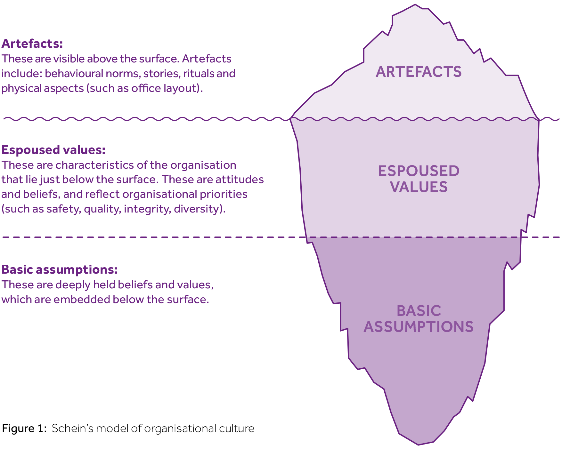 Artefacts:
These are visible above the surface. Artefacts
include: behavioural norms, stories, rituals and
physical aspects (such as office layout).
ARTEFACTS
Espoused values:
These are characteristics of the organisation
that lie just below the surface. These are attitudes
and beliefs, and reflect organisational priorities
(such as safety, quality, integrity, diversity).
ESPOUSED
VALUES
Basic assumptions:
These are deeply held beliefs and values,
which are embedded below the surface.
BASIC
ASSUMPTIONS
Figure 1: Schein's model of organisational culture